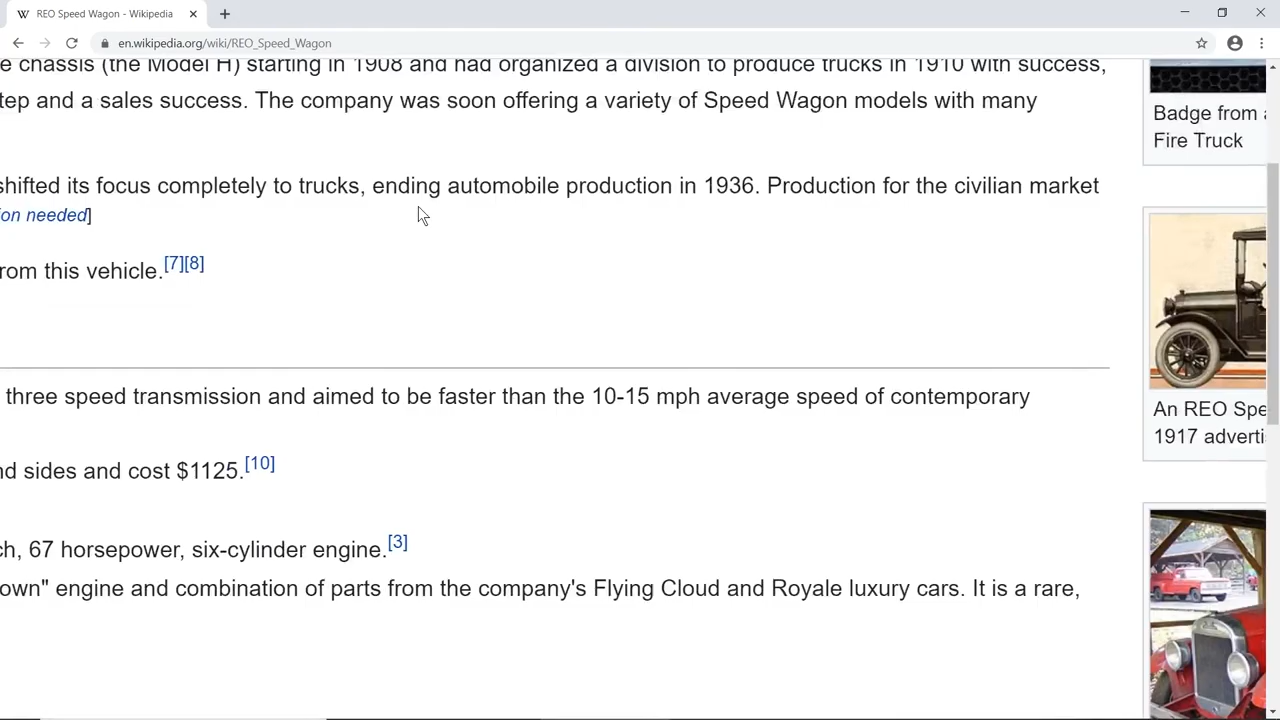 REO Speed Wagon - Wikipedia
en.wikipedia.org/wiki/REO_Speed_Wagon
e chassis (the Model H) starting in 1908 and had organized a division to produce trucks in 1910 with success,
tep and a sales success. The company was soon offering a variety of Speed Wagon models with many
shifted its focus completely to trucks, ending automobile production in 1936. Production for the civilian market
ion needed]
rom this vehicle.[7][8]
three speed transmission and aimed to be faster than the 10-15 mph average speed of contemporary
nd sides and cost $1125.[10]
ch, 67 horsepower, six-cylinder engine.[3]
own" engine and combination of parts from the company's Flying Cloud and Royale luxury cars. It is a rare,
Badge from a
Fire Truck
An REO Spe
1917 adverti